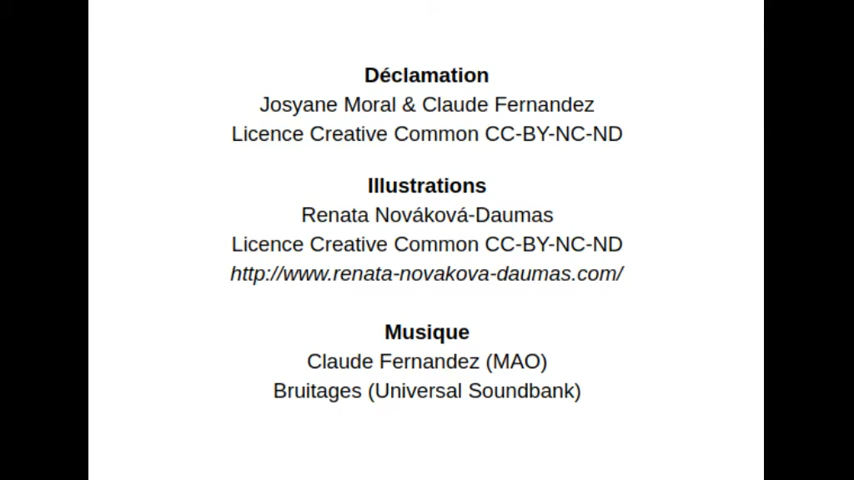 Déclamation
Josyane Moral & Claude Fernandez
Licence Creative Common CC-BY-NC-ND
Illustrations
Renata Nováková-Daumas
Licence Creative Common CC-BY-NC-ND
http://www.renata-novakova-daumas.com/
Musique
Claude Fernandez (MAO)
Bruitages (Universal Soundbank)